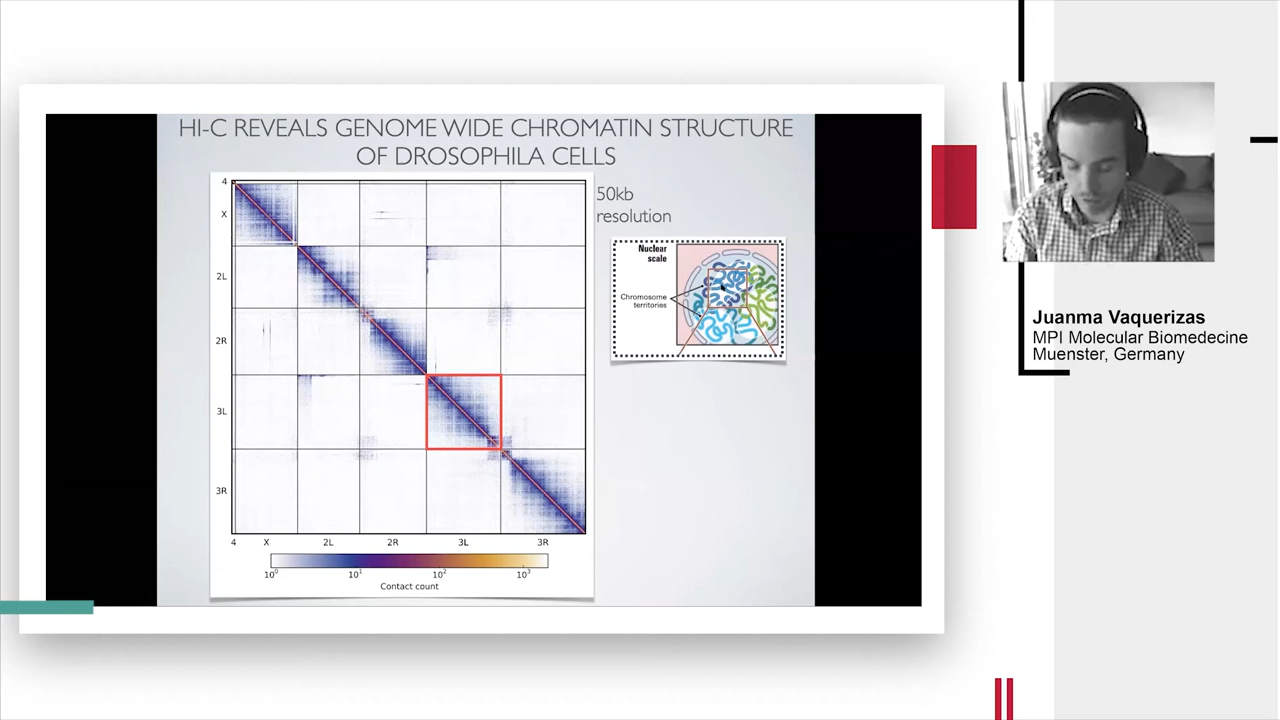 HI-C REVEALS GENOME WIDE CHROMATIN STRUCTURE
OF DROSOPHILA CELLS
50kb
resolution
4
X
2L
2R
3L
3R
4 X 2L 2R 3L 3R
10⁰ 10¹ 10² 10³
Contact count
Nuclear
scale
Chromosome
territories
Juanma Vaquerizas
MPI Molecular Biomedecine
Muenster, Germany